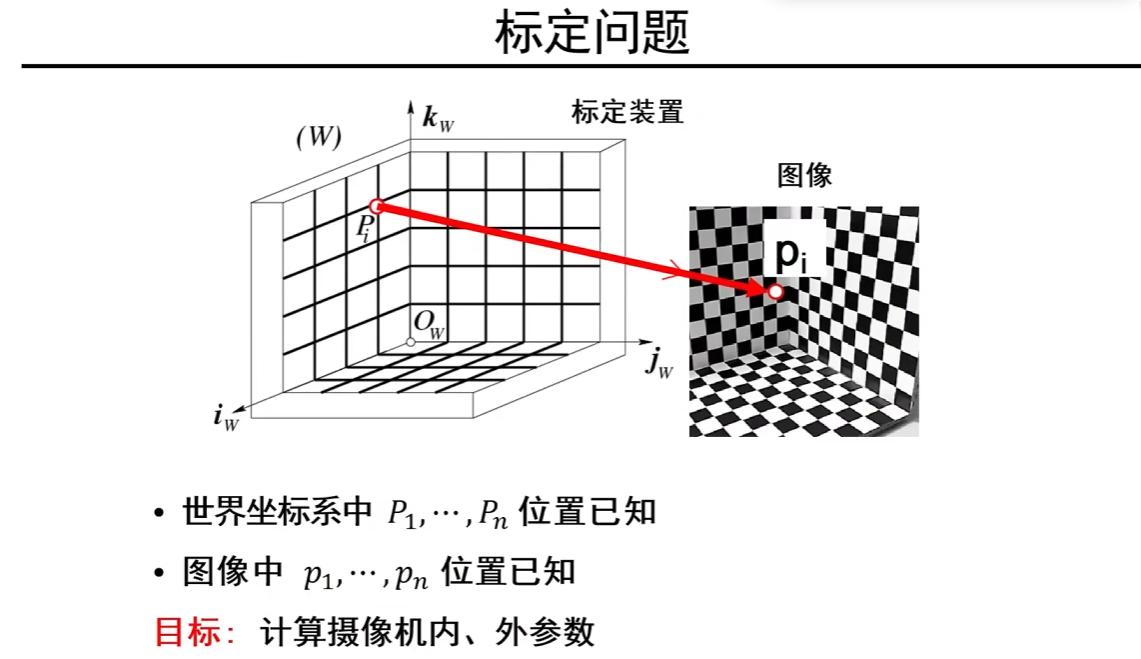 标定问题
标定装置
(W)
k_W
图像
P_i
p_i
O_W
j_W
i_W
• 世界坐标系中 P_1, ⋯, P_n 位置已知
• 图像中 p_1, ⋯, p_n 位置已知
目标: 计算摄像机内、外参数